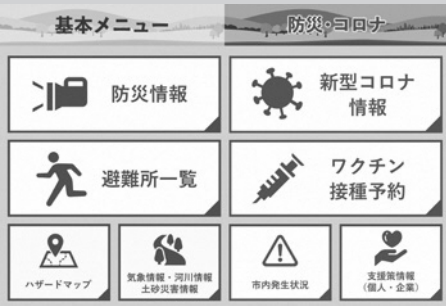 基本メニュー
防災・コロナ
防災情報
新型コロナ
情報
避難所一覧
ワクチン
接種予約
ハザードマップ
気象情報・河川情報
土砂災害情報
市内発生状況
支援策情報
(個人・企業)